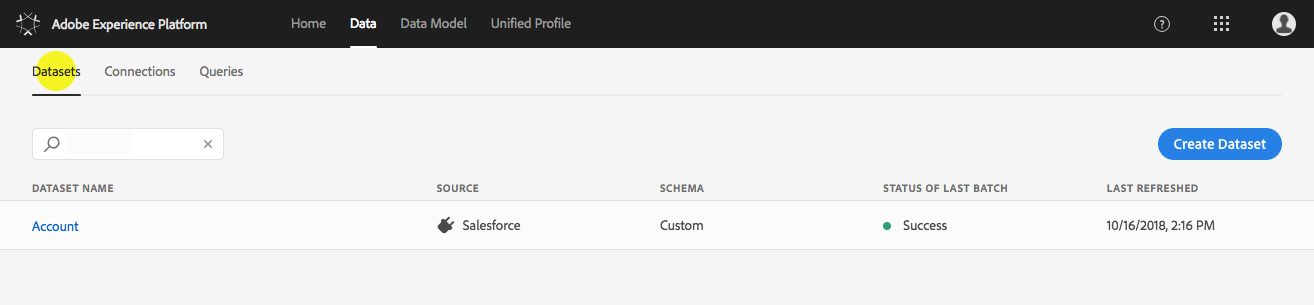 Adobe Experience Platform Home Data Data Model Unified Profile ?
Datasets Connections Queries
Create Dataset
DATASET NAME SOURCE SCHEMA STATUS OF LAST BATCH LAST REFRESHED
Account Salesforce Custom Success 10/16/2018, 2:16 PM